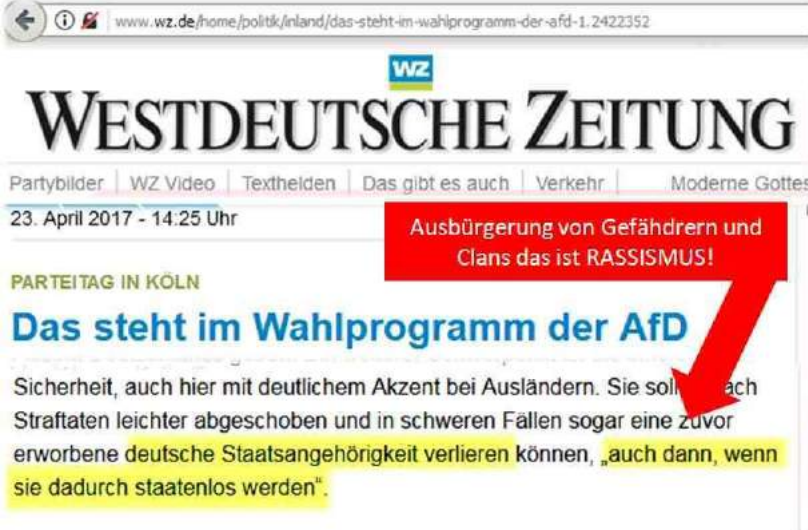 www.wz.de/home/politik/inland/das-steht-im-wahlprogramm-der-afd-1.2422352
WZ
WESTDEUTSCHE ZEITUNG
Partybilder | WZ Video | Texthelden | Das gibt es auch | Verkehr | Moderne Gottes
23. April 2017 - 14:25 Uhr
Ausbürgerung von Gefähdrern und
Clans das ist RASSISMUS!
PARTEITAG IN KÖLN
Das steht im Wahlprogramm der AfD
Sicherheit, auch hier mit deutlichem Akzent bei Ausländern. Sie
Straftaten leichter abgeschoben und in schweren Fällen sogar eine zuvor
erworbene deutsche Staatsangehörigkeit verlieren können, „auch dann, wenn
sie dadurch staatenlos werden“.